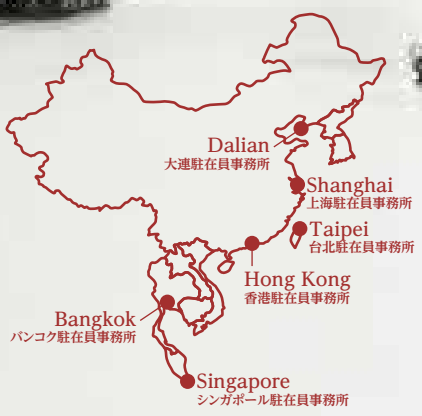 Dalian
大連駐在員事務所
Shanghai
上海駐在員事務所
Taipei
台北駐在員事務所
Hong Kong
香港駐在員事務所
Bangkok
バンコク駐在員事務所
Singapore
シンガポール駐在員事務所